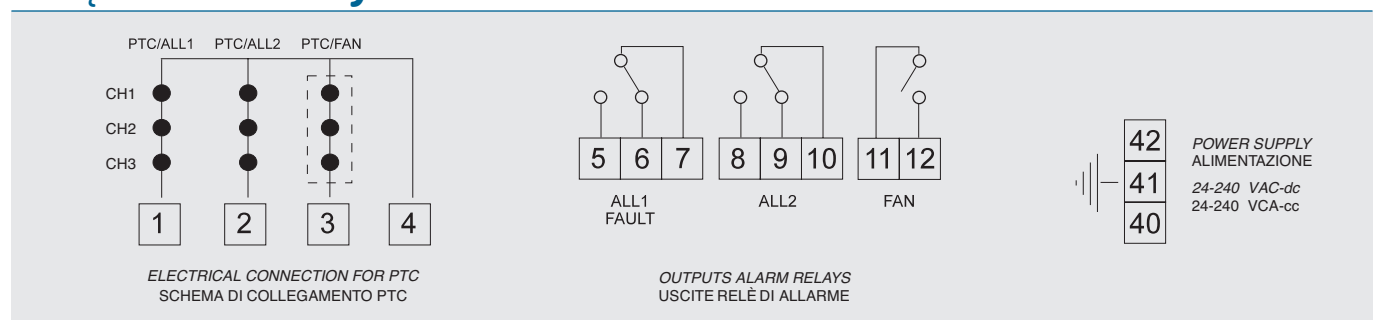 PTC/ALL1 PTC/ALL2 PTC/FAN
CH1
CH2
CH3
1 2 3 4
ELECTRICAL CONNECTION FOR PTC
SCHEMA DI COLLEGAMENTO PTC
5 6 7 8 9 10 11 12
ALL1 ALL2 FAN
FAULT
OUTPUTS ALARM RELAYS
USCITE RELÈ DI ALLARME
42
41
40
POWER SUPPLY
ALIMENTAZIONE
24-240 VAC-dc
24-240 VCA-cc